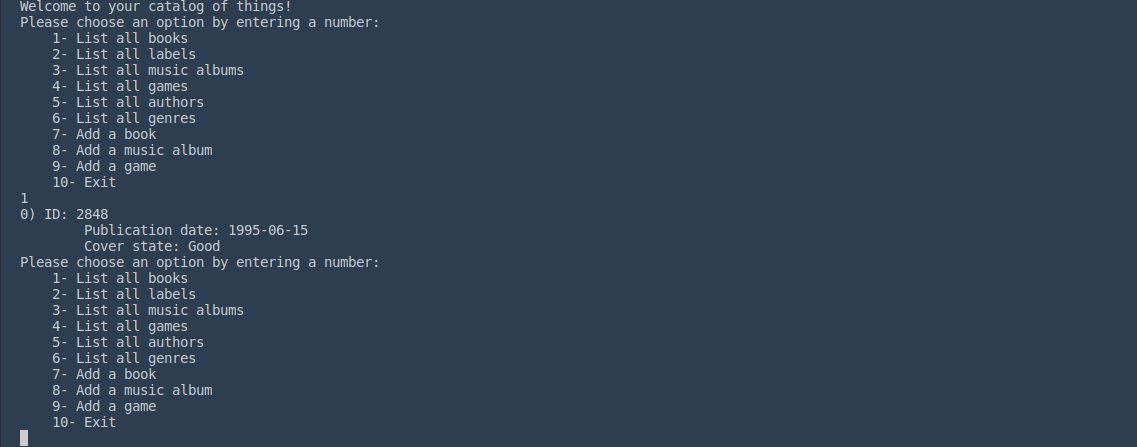 Welcome to your catalog of things!
Please choose an option by entering a number:
    1- List all books
    2- List all labels
    3- List all music albums
    4- List all games
    5- List all authors
    6- List all genres
    7- Add a book
    8- Add a music album
    9- Add a game
    10- Exit
1
0) ID: 2848
        Publication date: 1995-06-15
        Cover state: Good
Please choose an option by entering a number:
    1- List all books
    2- List all labels
    3- List all music albums
    4- List all games
    5- List all authors
    6- List all genres
    7- Add a book
    8- Add a music album
    9- Add a game
    10- Exit